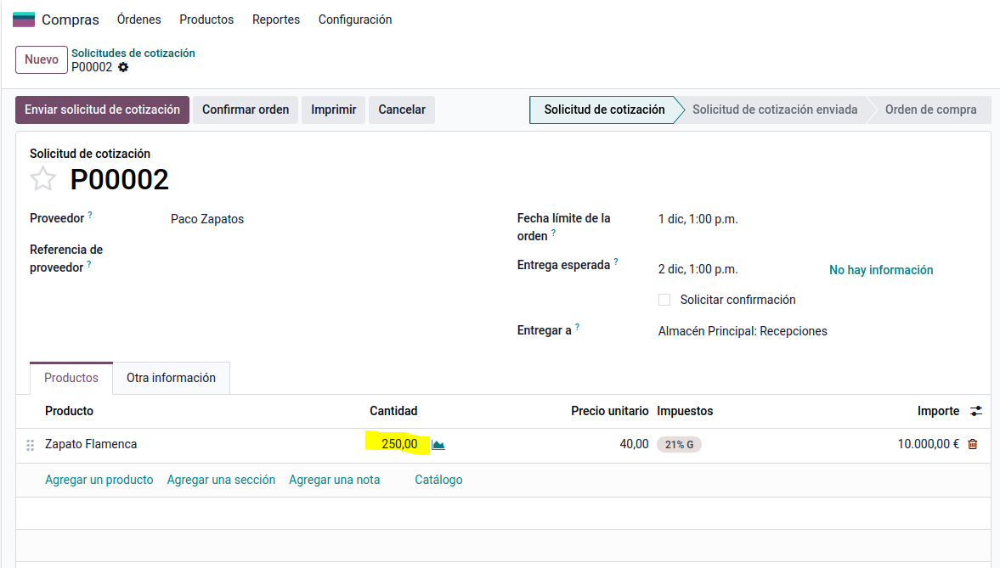 Compras Órdenes Productos Reportes Configuración
Nuevo Solicitudes de cotización
P00002
Enviar solicitud de cotización Confirmar orden Imprimir Cancelar Solicitud de cotización Solicitud de cotización enviada Orden de compra
Solicitud de cotización
P00002
Proveedor ? Paco Zapatos
Referencia de
proveedor ?
Fecha límite de la
orden ? 1 dic, 1:00 p.m.
Entrega esperada ? 2 dic, 1:00 p.m. No hay información
Solicitar confirmación
Entregar a ? Almacén Principal: Recepciones
Productos Otra información
Producto Cantidad Precio unitario Impuestos Importe
Zapato Flamenca 250,00 40,00 21% G 10.000,00 €
Agregar un producto Agregar una sección Agregar una nota Catálogo